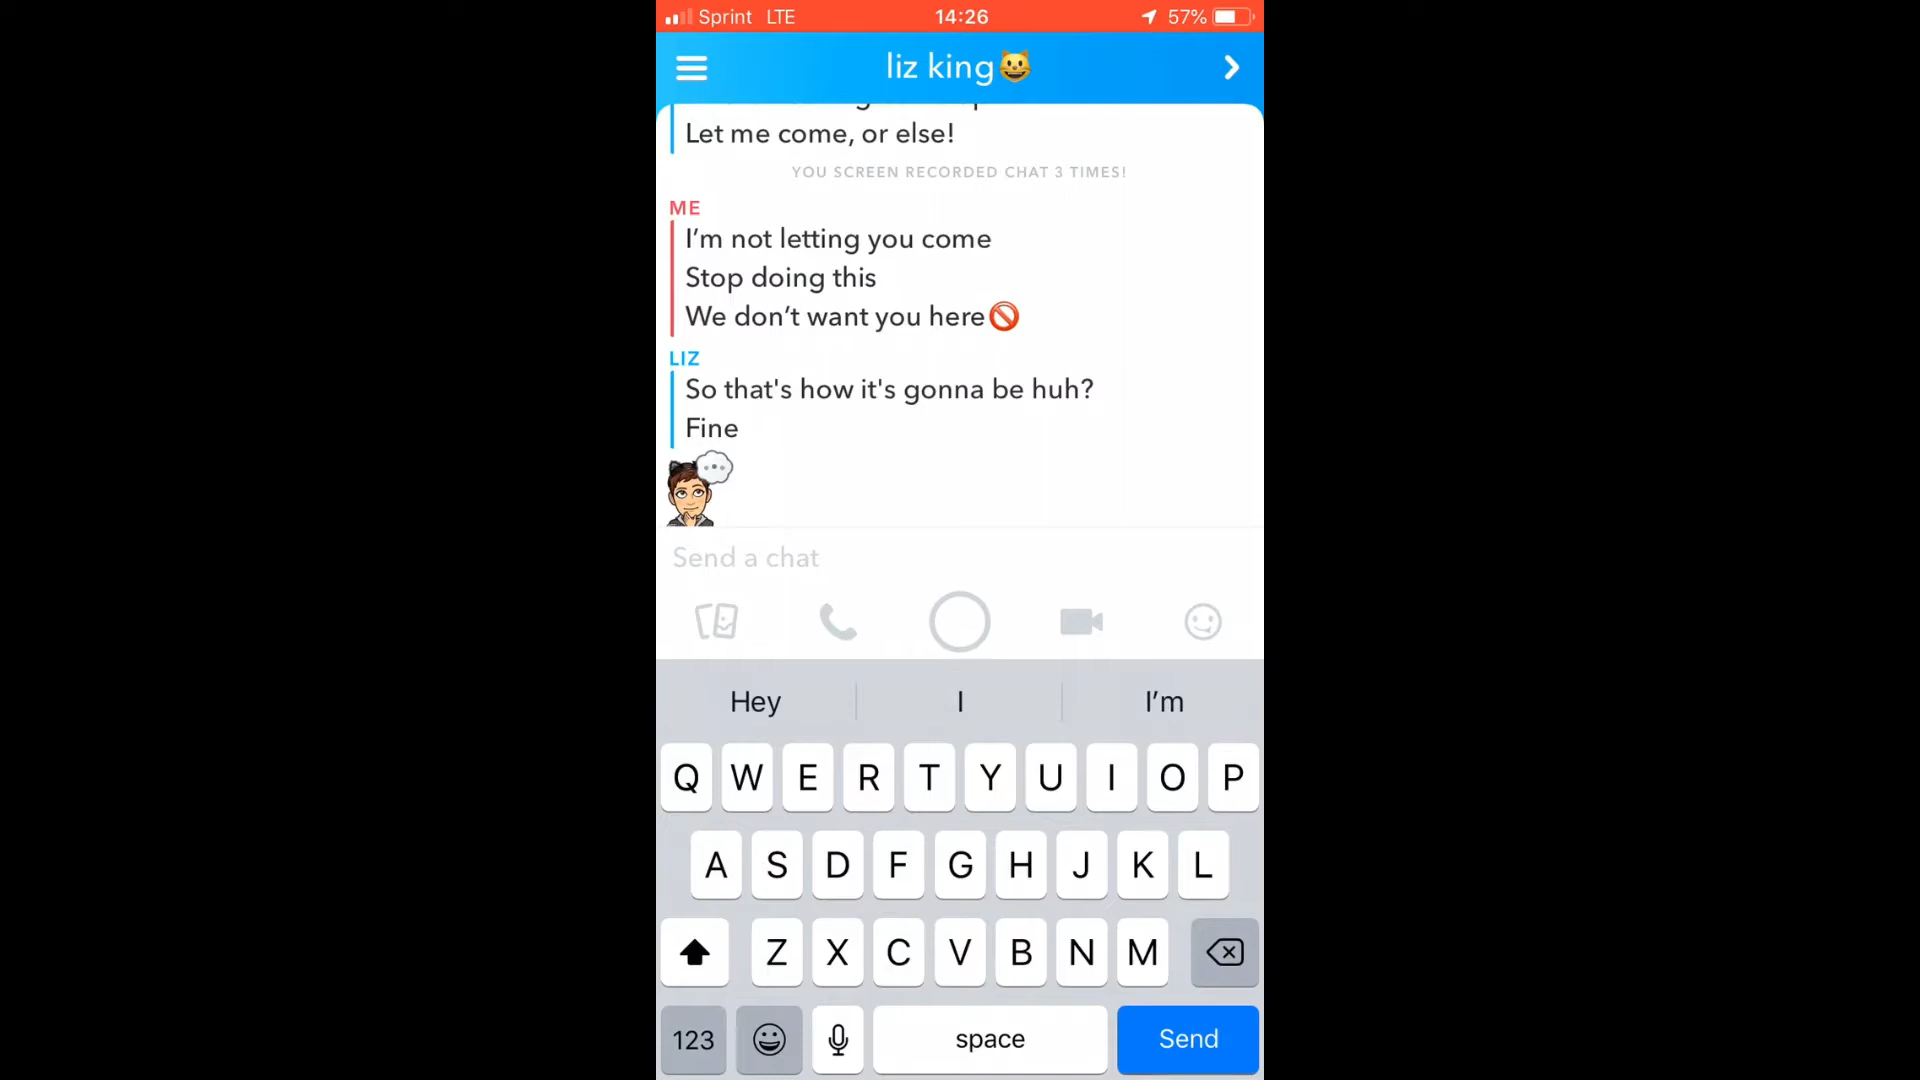 Sprint LTE 14:26 57%
liz king😺
Let me come, or else!
YOU SCREEN RECORDED CHAT 3 TIMES!
ME
I’m not letting you come
Stop doing this
We don’t want you here🚫
LIZ
So that's how it's gonna be huh?
Fine
Send a chat
Hey I I’m
Q W E R T Y U I O P
A S D F G H J K L
Z X C V B N M
123 space Send